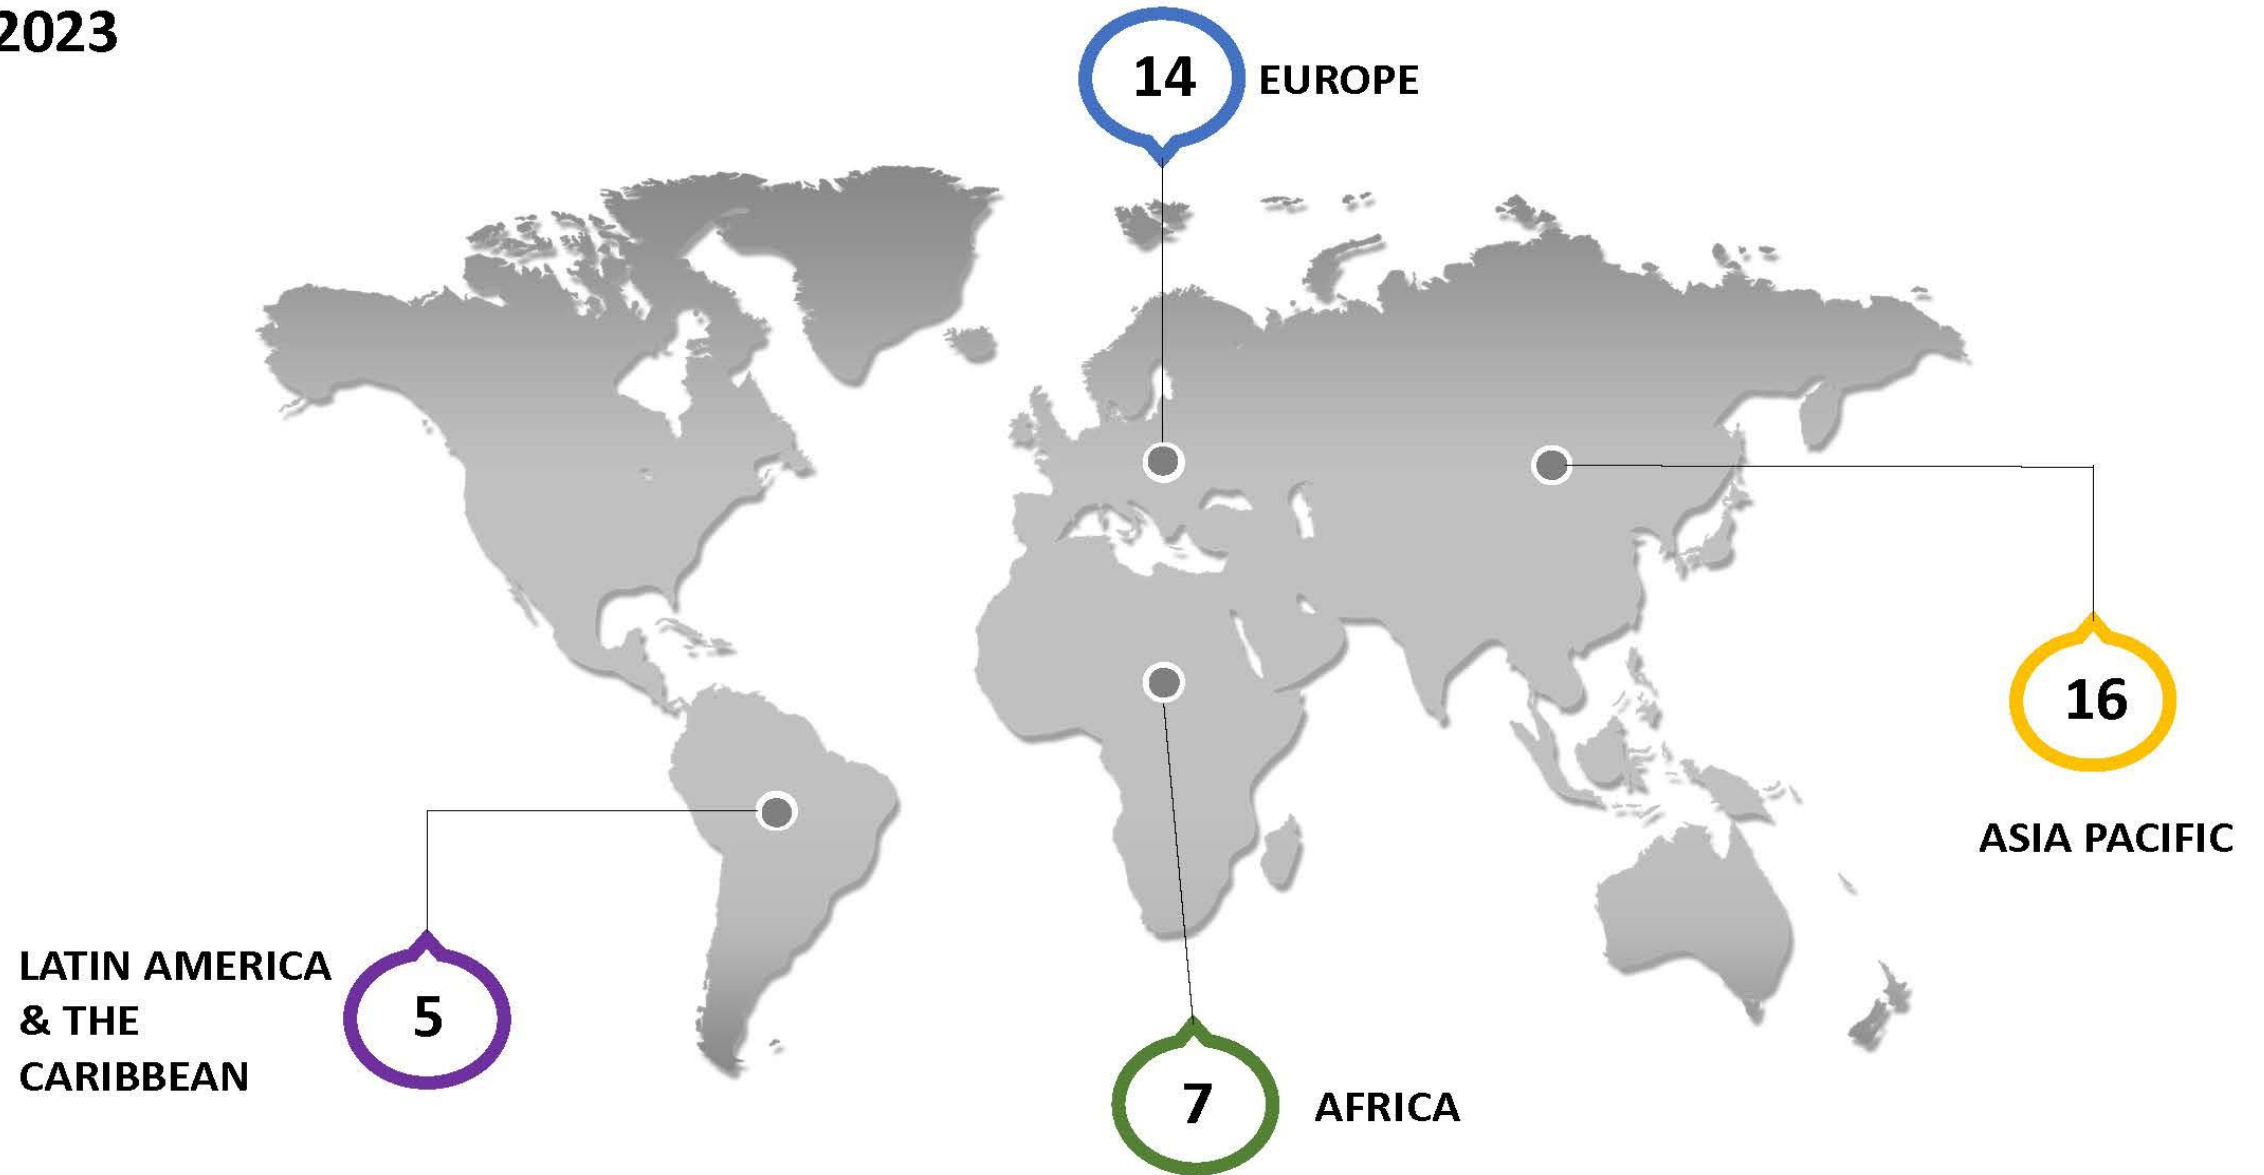 2023
14
EUROPE
16
ASIA PACIFIC
LATIN AMERICA
& THE
CARIBBEAN
5
7
AFRICA